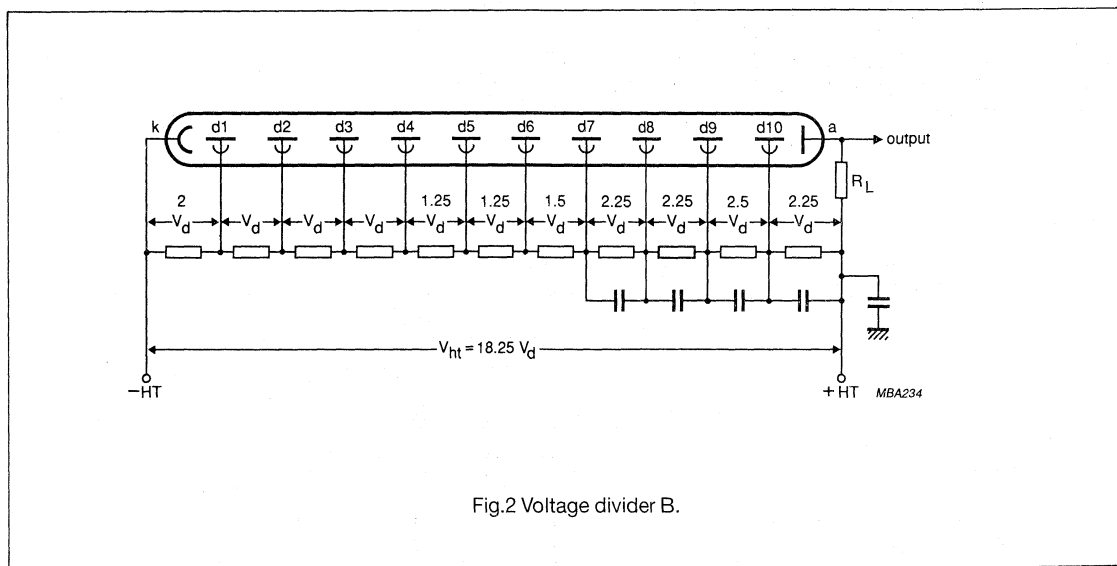 k d1 d2 d3 d4 d5 d6 d7 d8 d9 d10 a output
R_L
2 1.25 1.25 1.5 2.25 2.25 2.5 2.25
V_d V_d V_d V_d V_d V_d V_d V_d V_d V_d V_d
V_ht = 18.25 V_d
−HT + HT MBA234
Fig.2 Voltage divider B.